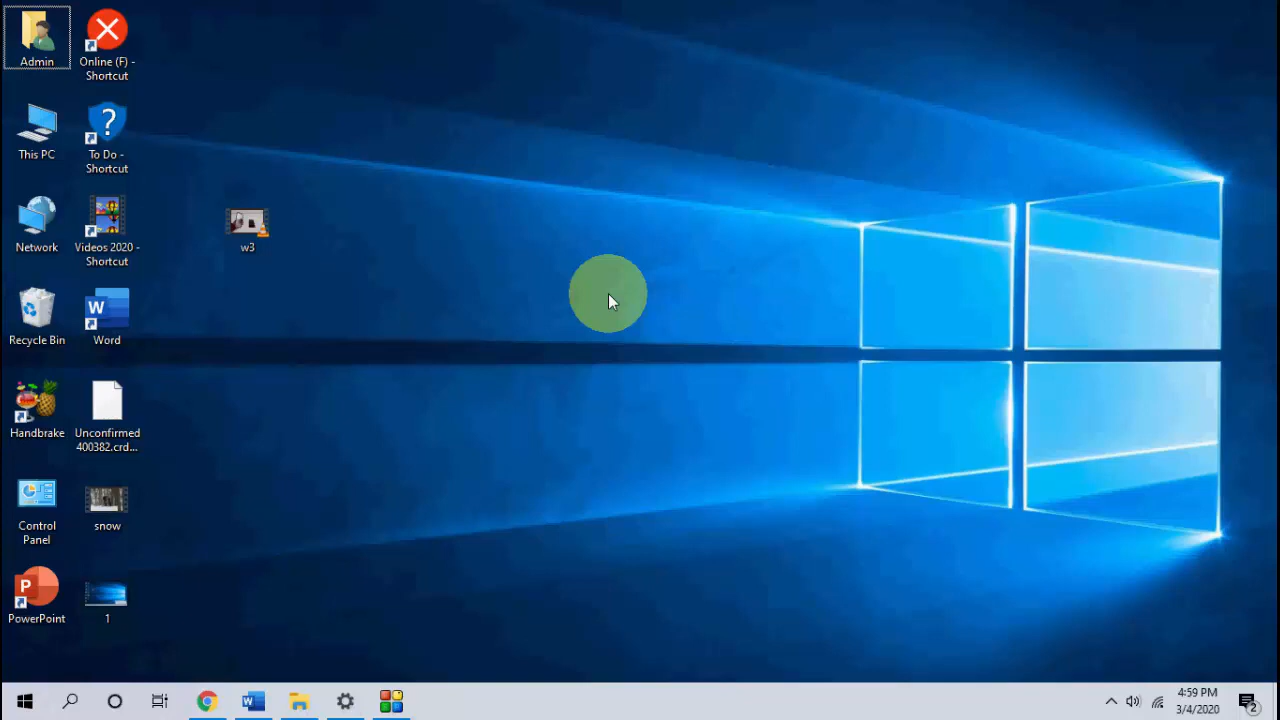 Admin
Online (F) -
Shortcut
This PC
To Do -
Shortcut
Network
Videos 2020 -
Shortcut
w3
Recycle Bin
Word
Handbrake
Unconfirmed
400382.crd...
Control
Panel
snow
PowerPoint
1
4:59 PM
3/4/2020
2